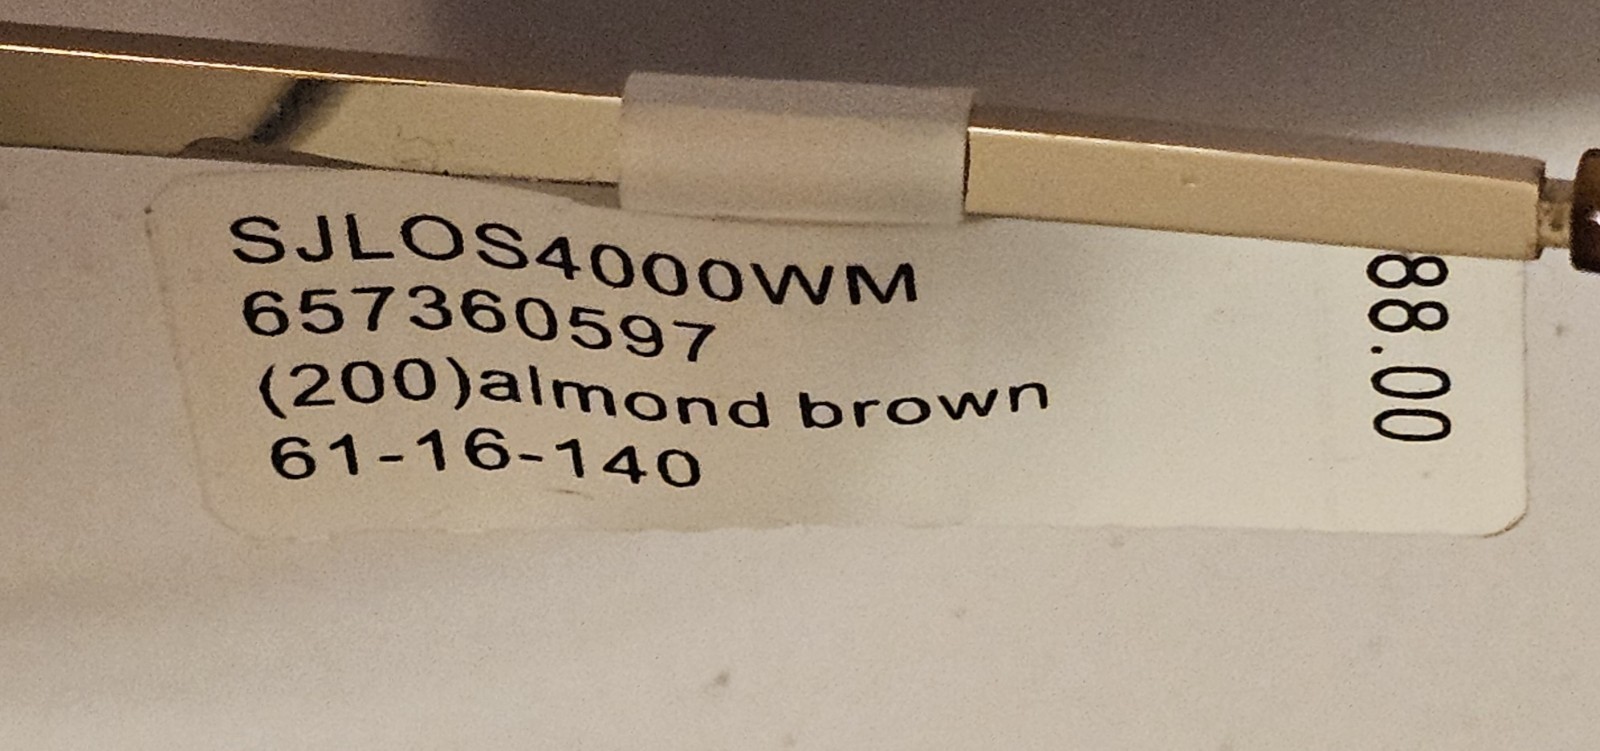 SJLOS4000WM
657360597
(200)almond brown
61-16-140
88.00